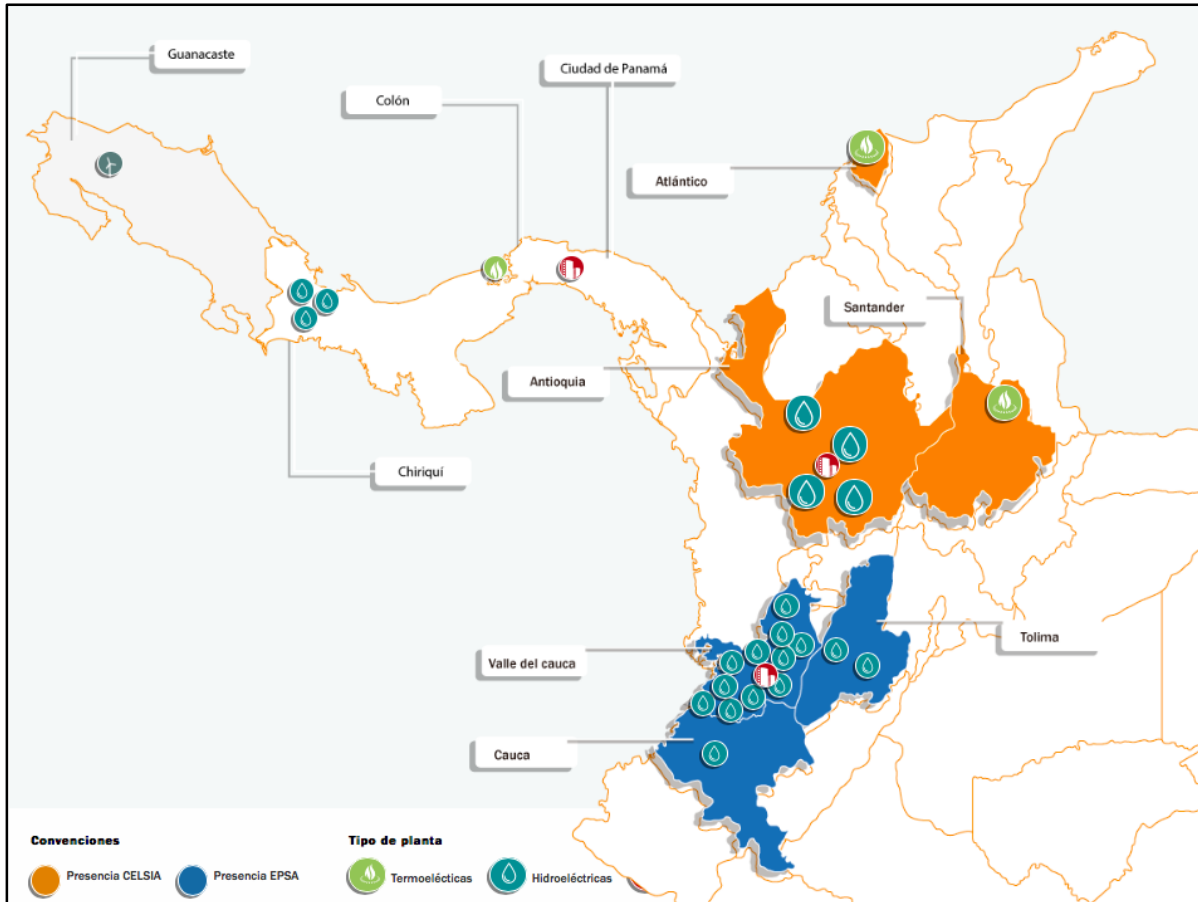 Guanacaste
Ciudad de Panamá
Colón
Atlántico
Santander
Antioquia
Chiriquí
Tolima
Valle del cauca
Cauca
Convenciones
Tipo de planta
Presencia CELSIA
Presencia EPSA
Termoelécticas
Hidroeléctricas